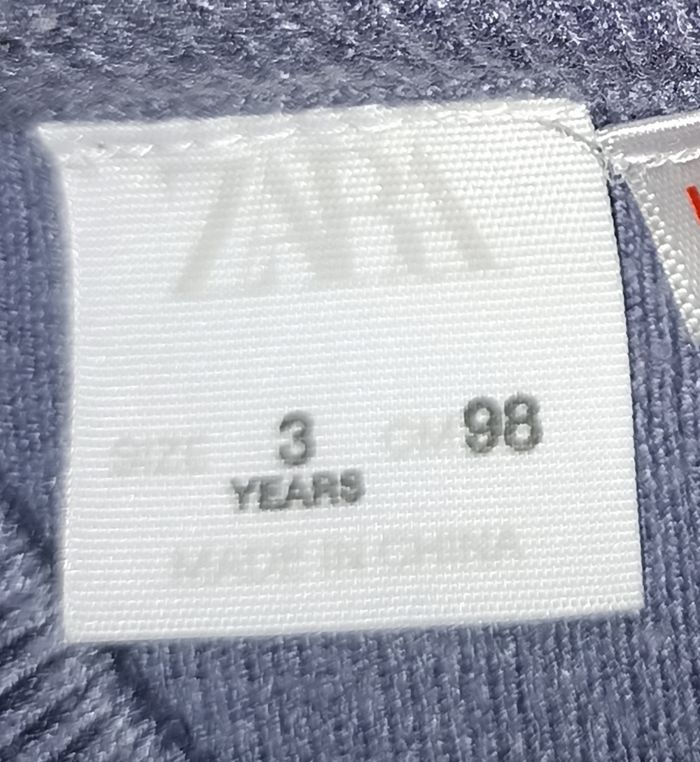 ZARA
SIZE 3 CM 98
YEARS
MADE IN CHINA